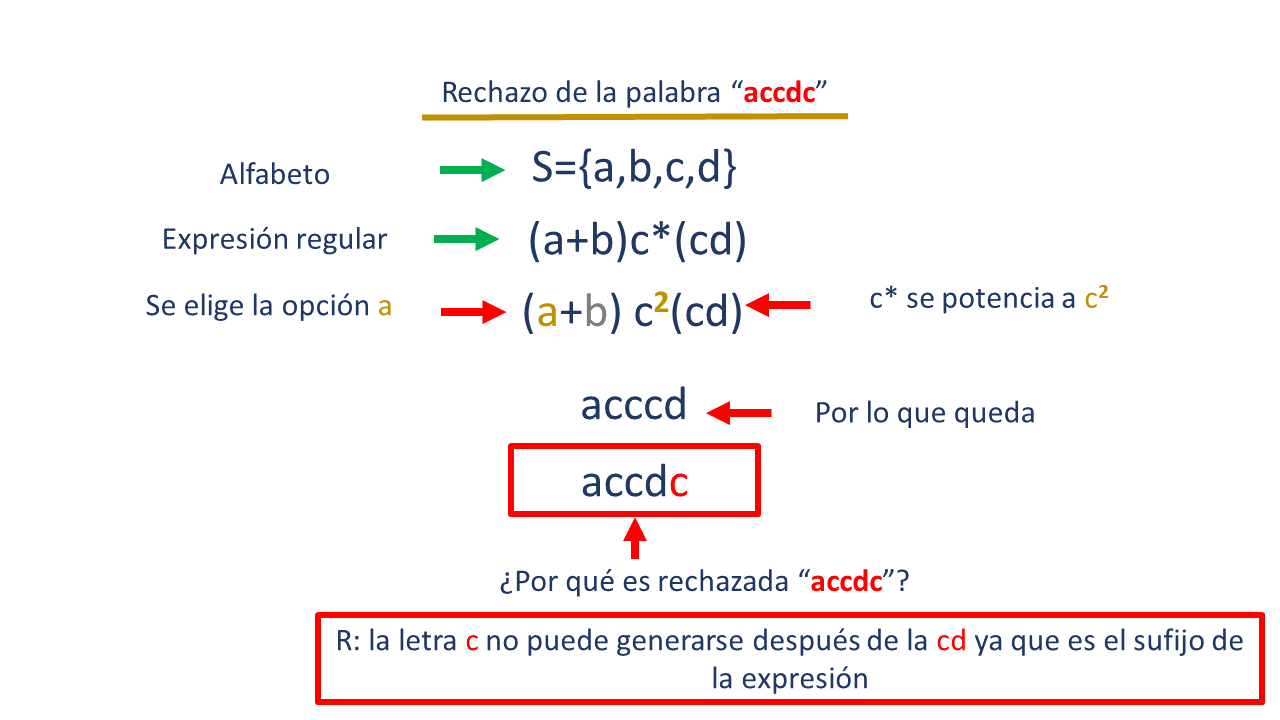 Rechazo de la palabra “accdc”
Alfabeto
S={a,b,c,d}
Expresión regular
(a+b)c*(cd)
Se elige la opción a
(a+b) c²(cd)
c* se potencia a c²
acccd
Por lo que queda
accdc
¿Por qué es rechazada “accdc”?
R: la letra c no puede generarse después de la cd ya que es el sufijo de
la expresión